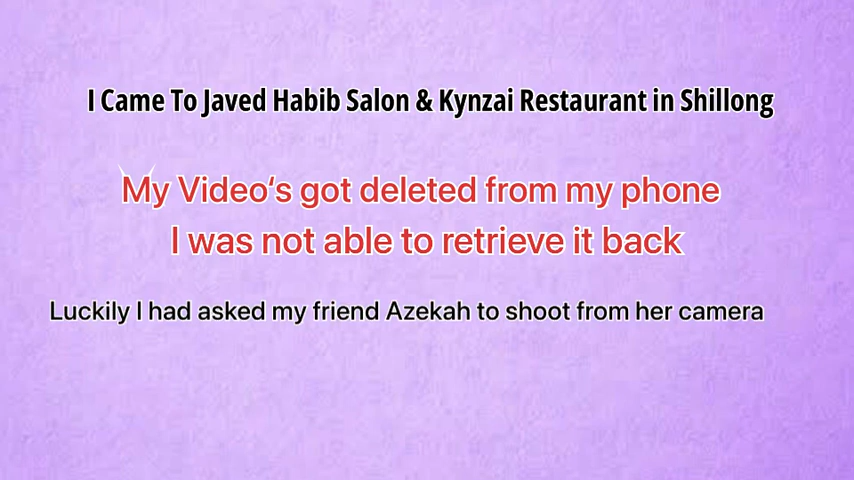 I Came To Javed Habib Salon & Kynzai Restaurant in Shillong
My Video‘s got deleted from my phone
I was not able to retrieve it back
Luckily I had asked my friend Azekah to shoot from her camera